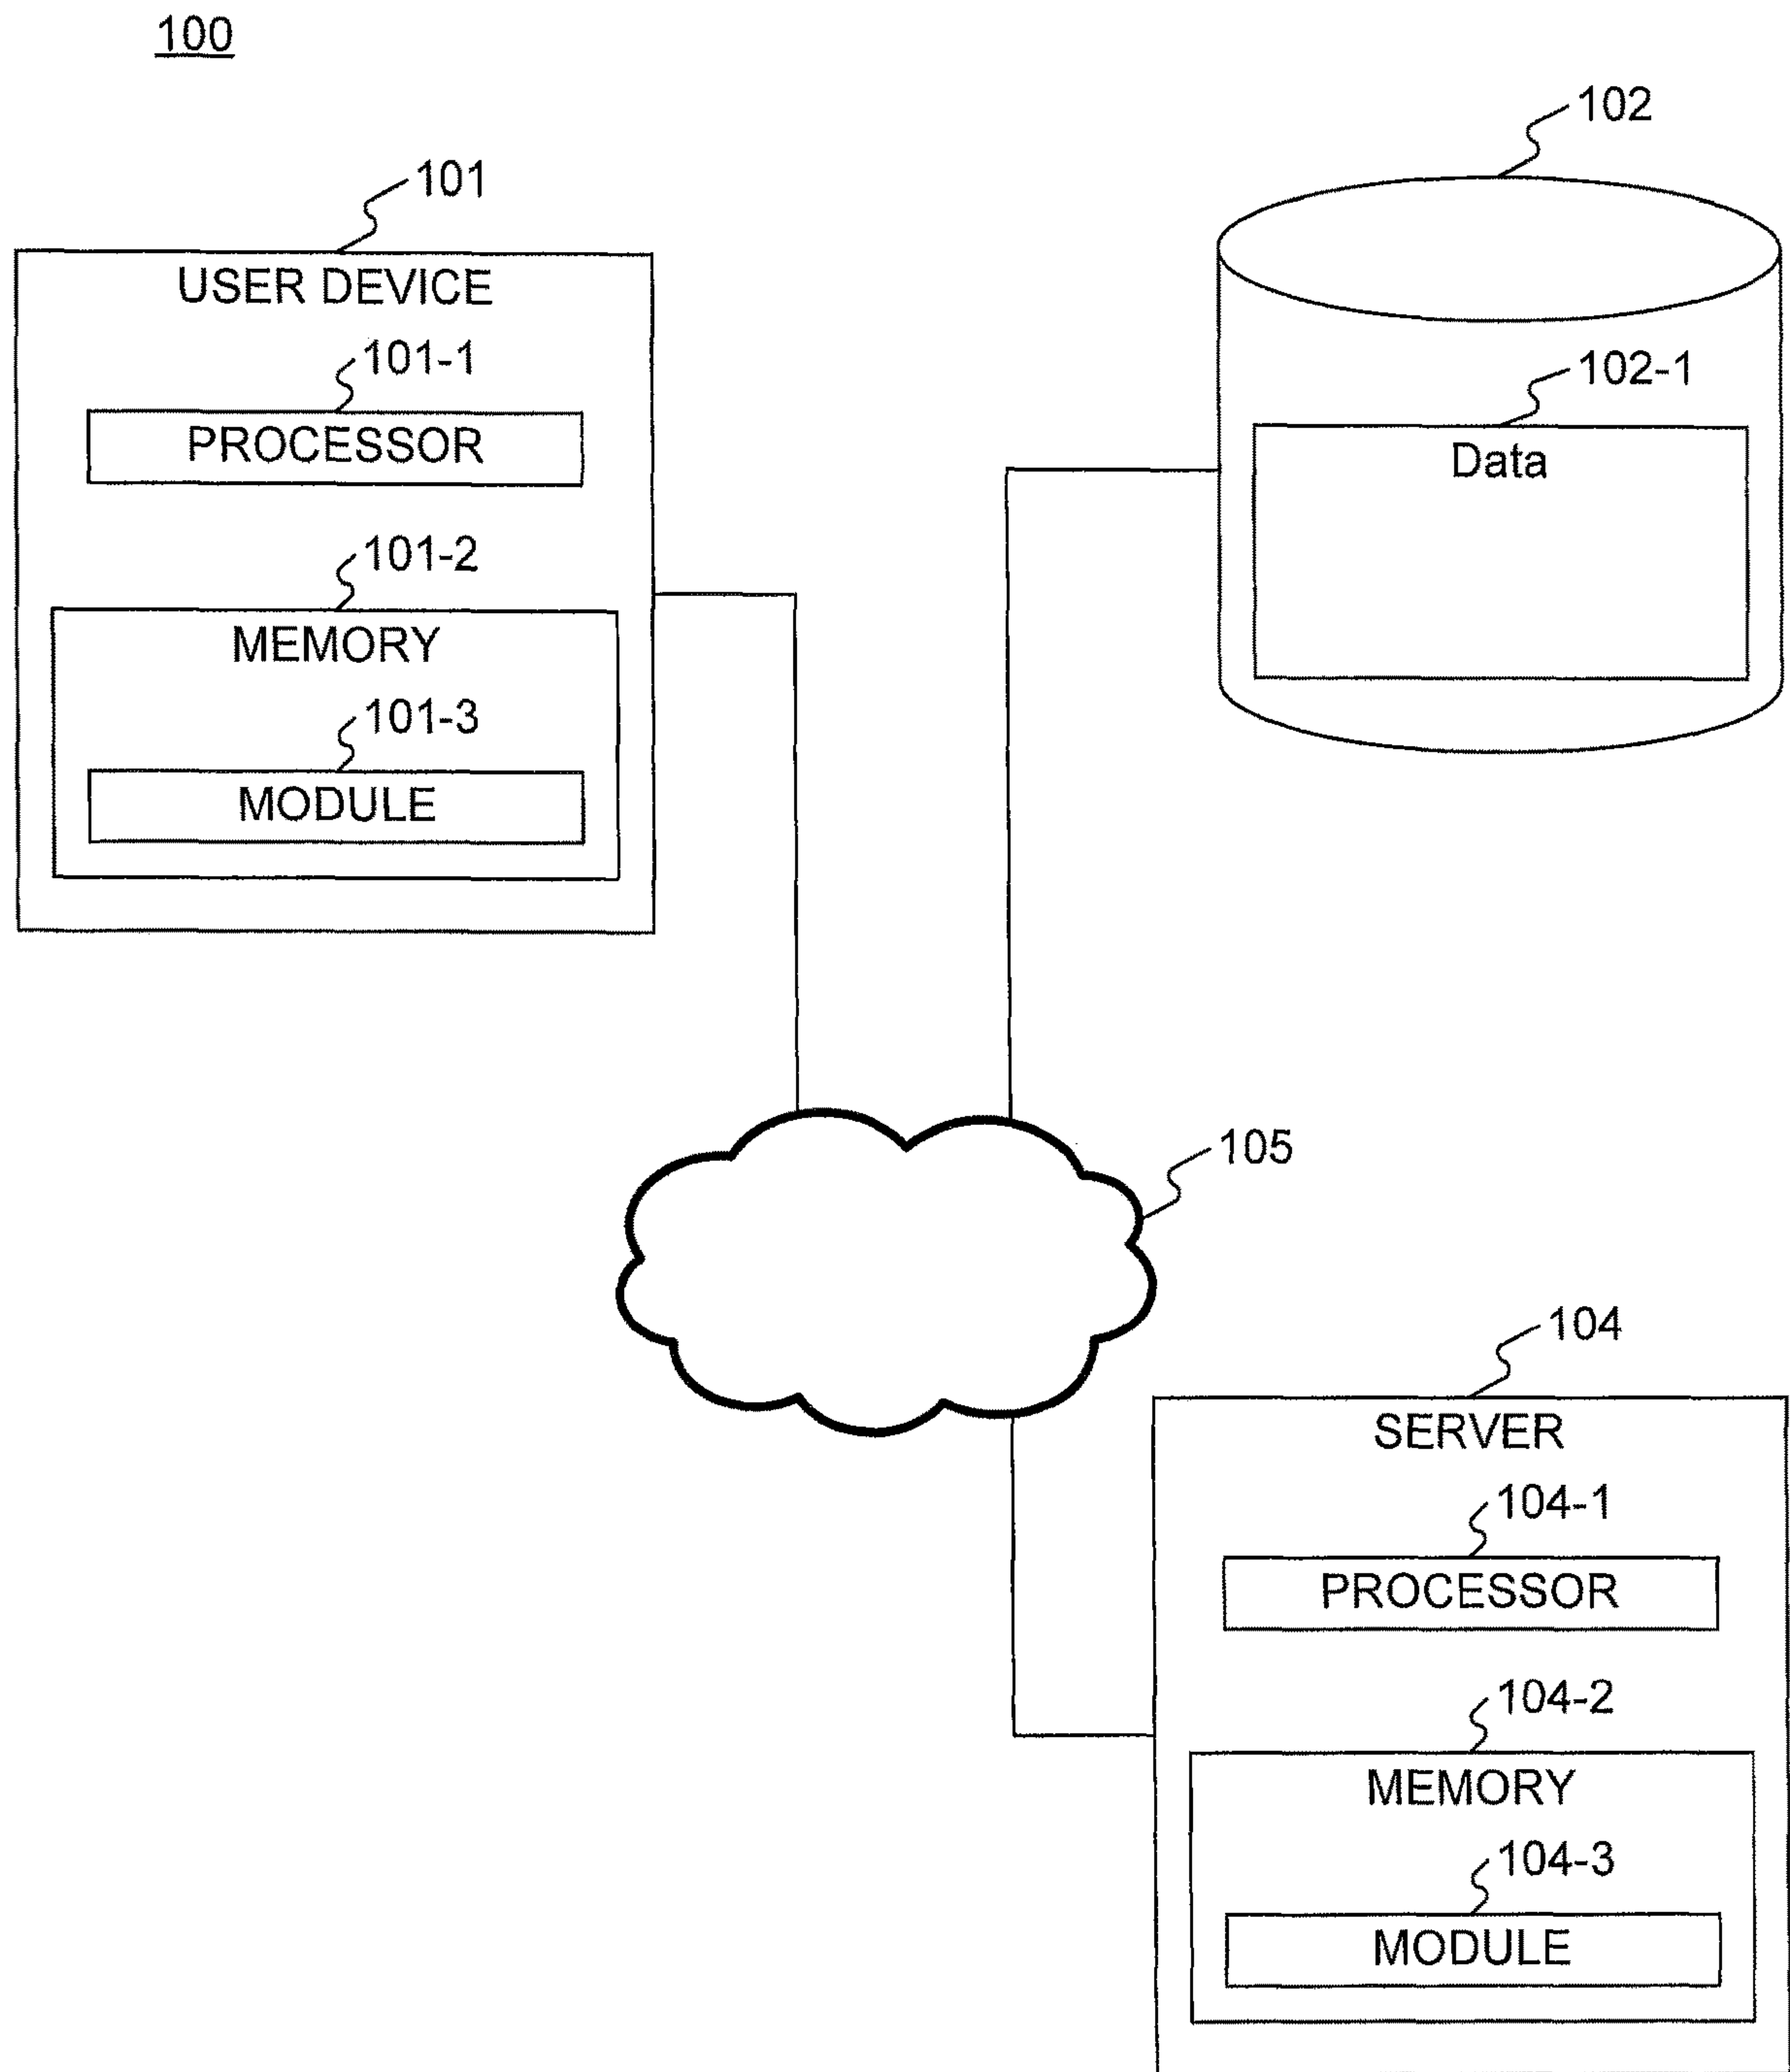 100
102
101
USER DEVICE
101-1
PROCESSOR
102-1
Data
101-2
MEMORY
101-3
MODULE
105
104
SERVER
104-1
PROCESSOR
104-2
MEMORY
104-3
MODULE